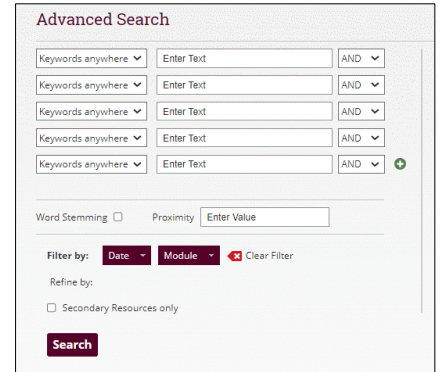 Advanced Search
Keywords anywhere Enter Text AND
Keywords anywhere Enter Text AND
Keywords anywhere Enter Text AND
Keywords anywhere Enter Text AND
Keywords anywhere Enter Text AND
Word Stemming Proximity Enter Value
Filter by: Date Module Clear Filter
Refine by:
Secondary Resources only
Search